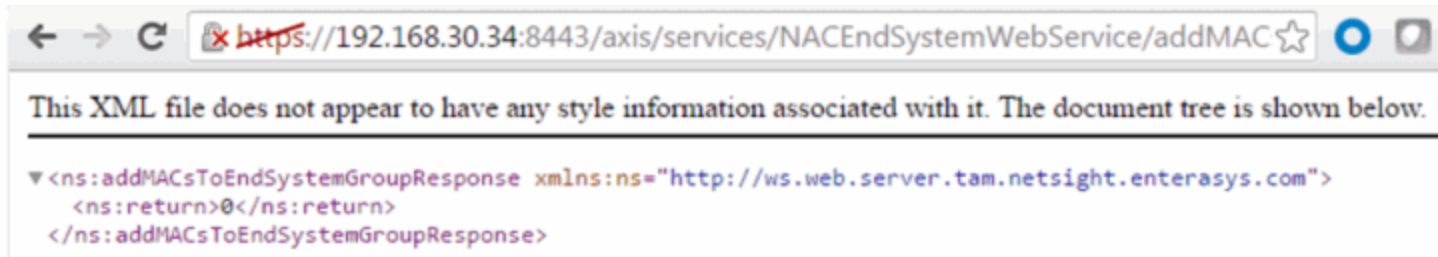 https://192.168.30.34:8443/axis/services/NACEndSystemWebService/addMAC
This XML file does not appear to have any style information associated with it. The document tree is shown below.
▼<ns:addMACsToEndSystemGroupResponse xmlns:ns="http://ws.web.server.tam.netsight.enterasys.com">
<ns:return>0</ns:return>
</ns:addMACsToEndSystemGroupResponse>